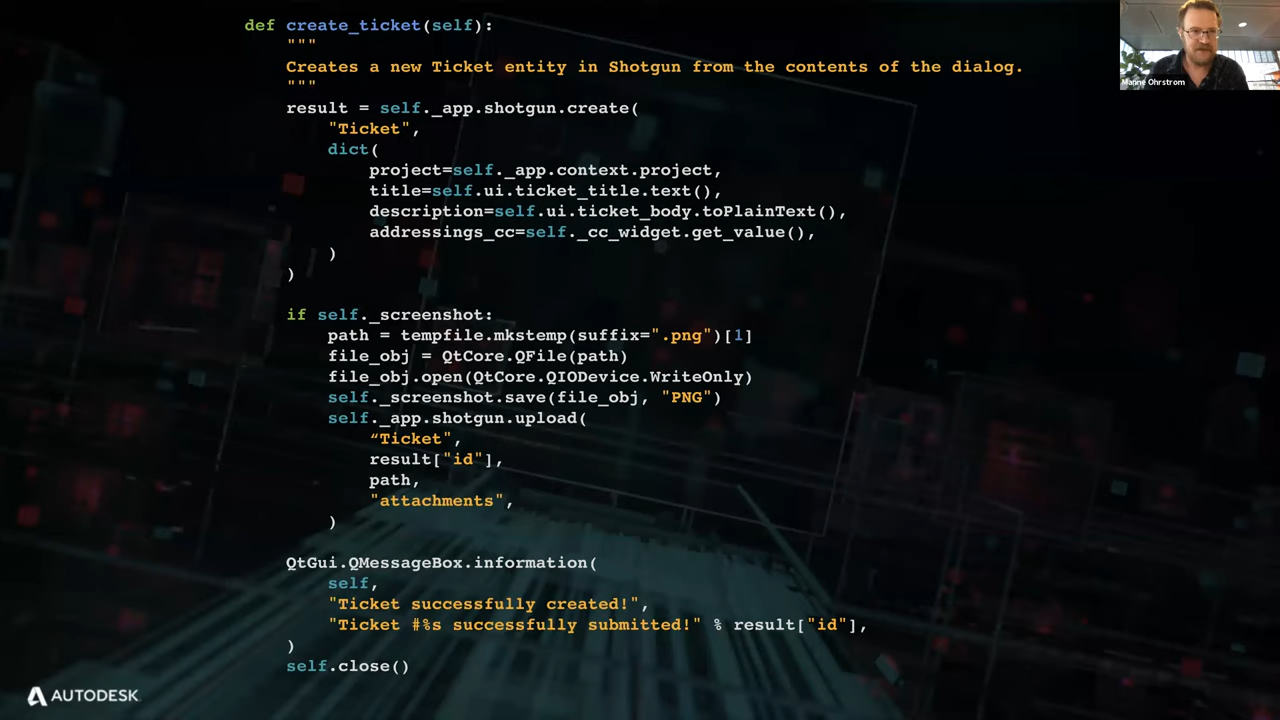 def create_ticket(self):
    """
    Creates a new Ticket entity in Shotgun from the contents of the dialog.
    """
    result = self._app.shotgun.create(
        "Ticket",
        dict(
            project=self._app.context.project,
            title=self.ui.ticket_title.text(),
            description=self.ui.ticket_body.toPlainText(),
            addressings_cc=self._cc_widget.get_value(),
        )
    )

    if self._screenshot:
        path = tempfile.mkstemp(suffix=".png")[1]
        file_obj = QtCore.QFile(path)
        file_obj.open(QtCore.QIODevice.WriteOnly)
        self._screenshot.save(file_obj, "PNG")
        self._app.shotgun.upload(
            “Ticket",
            result["id"],
            path,
            "attachments",
        )

    QtGui.QMessageBox.information(
        self,
        "Ticket successfully created!",
        "Ticket #%s successfully submitted!" % result["id"],
    )
    self.close()
Manne Ohrstrom
AUTODESK